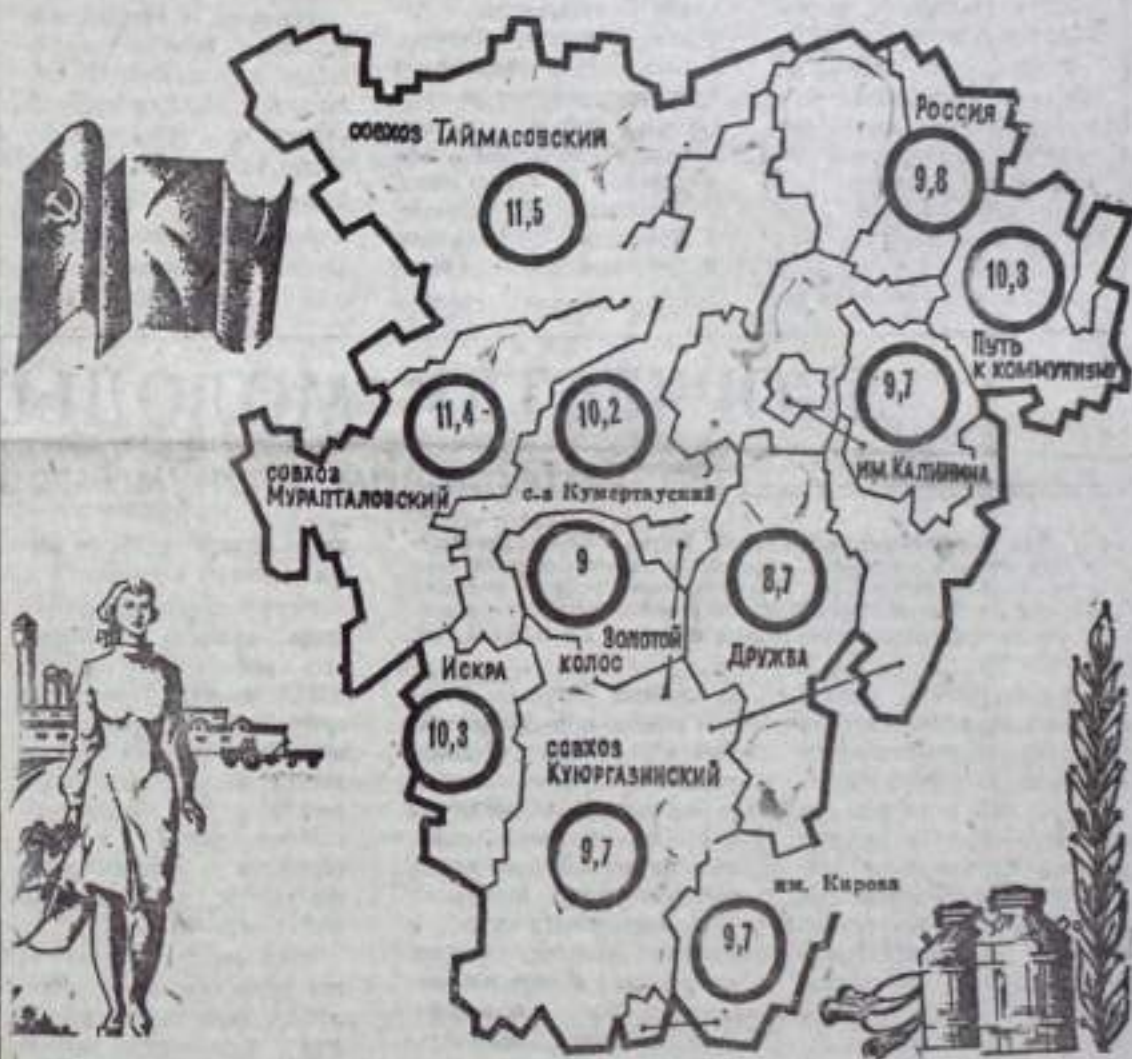 Россия
9,8
совхоз Таймасовский
11,5
10,3
Путь
к коммунизму
11,4
10,2
9,7
им. Калинина
совхоз
Мурапталовский
с-з Кумертауский
9
8,7
Золотой
колос
Дружба
Искра
10,3
совхоз
Куюргазинский
9,7
им. Кирова
9,7